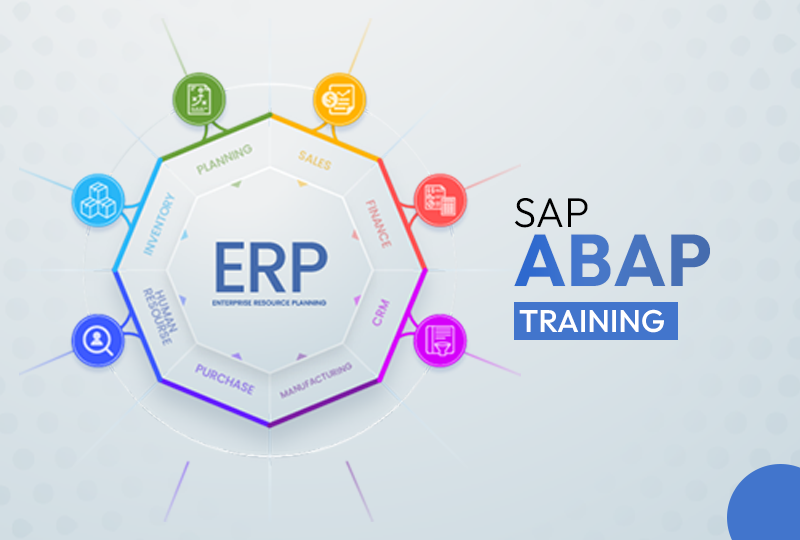 PLANNING
SALES
INVENTORY
FINANCE
ERP
ENTERPRISE RESOURCE PLANNING
HUMAN
RESOURSE
CRM
PURCHASE
MANUFACTURING
SAP
ABAP
TRAINING